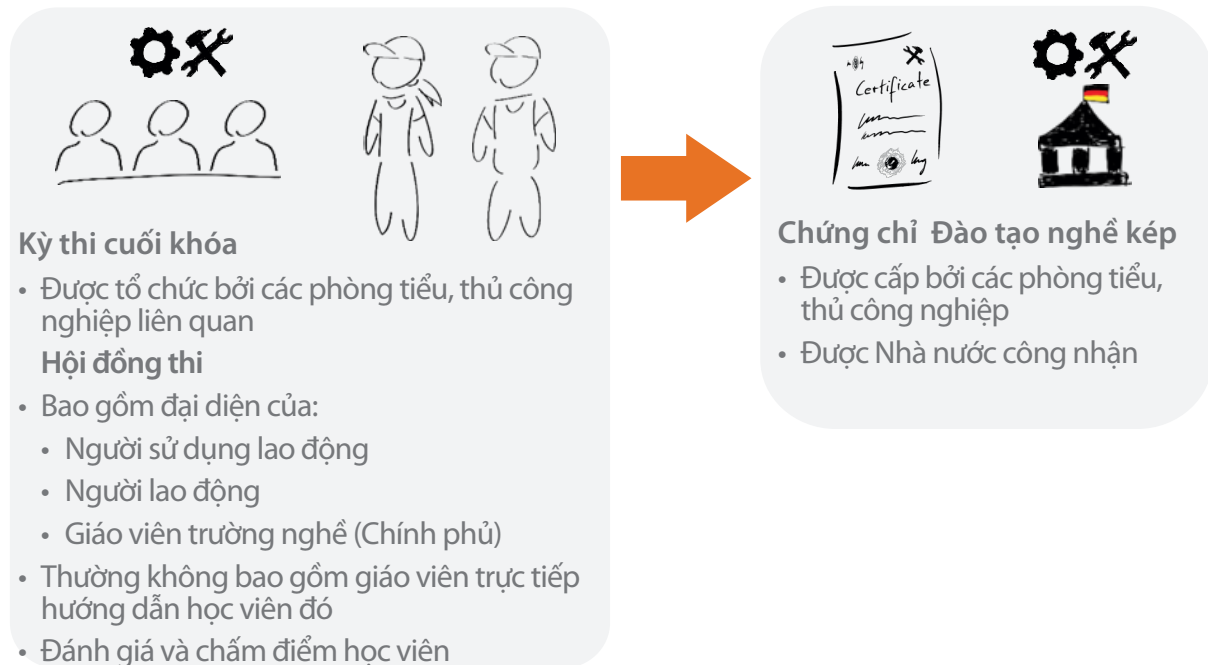 Certificate
Kỳ thi cuối khóa
• Được tổ chức bởi các phòng tiểu, thủ công
nghiệp liên quan
Hội đồng thi
• Bao gồm đại diện của:
• Người sử dụng lao động
• Người lao động
• Giáo viên trường nghề (Chính phủ)
• Thường không bao gồm giáo viên trực tiếp
hướng dẫn học viên đó
• Đánh giá và chấm điểm học viên
Chứng chỉ Đào tạo nghề kép
• Được cấp bởi các phòng tiểu,
thủ công nghiệp
• Được Nhà nước công nhận